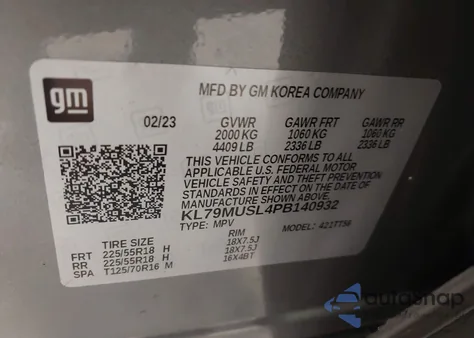 gm
MFD BY GM KOREA COMPANY
02/23 GVWR GAWR FRT GAWR RR
2000 KG 1060 KG 1060 KG
4409 LB 2336 LB 2336 LB
THIS VEHICLE CONFORMS TO ALL
APPLICABLE U.S. FEDERAL MOTOR
VEHICLE SAFETY AND THEFT PREVENTION
STANDARDS IN EFFECT ON THE DATE OF
MANUFACTURE SHOWN ABOVE.
KL79MUSL4PB140932
TYPE: MPV MODEL:
TIRE SIZE RIM
FRT 225/55R18 H 18X7.5J
RR 225/55R18 H 18X7.5J
SPA T125/70R16 M 16X4BT
autosnap